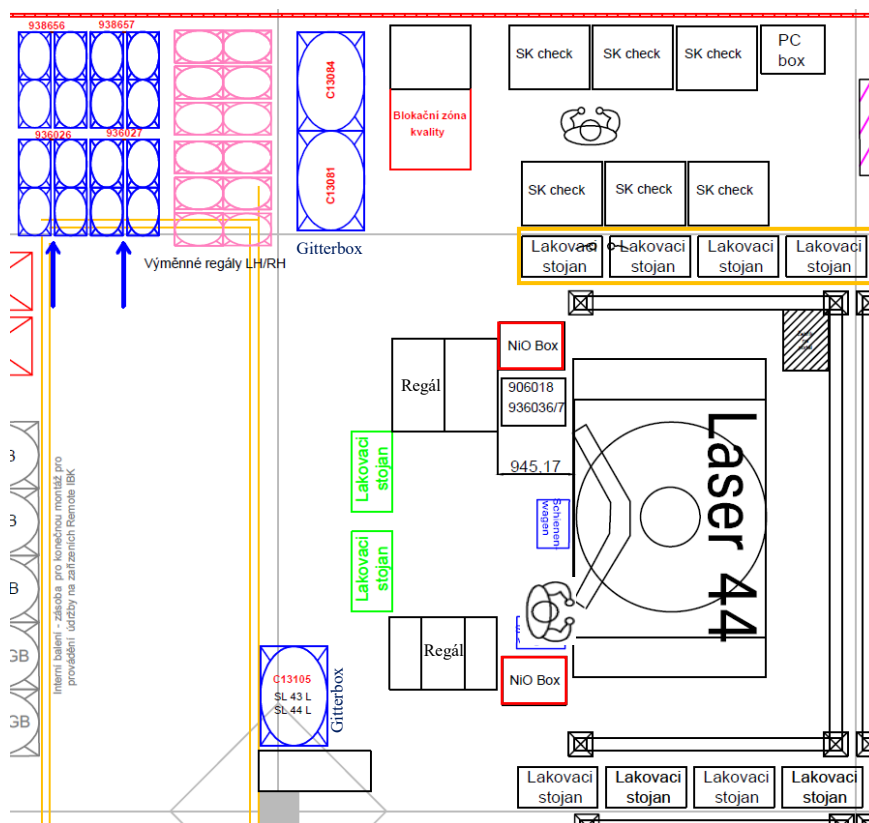 938656
938657
936026
936027
C13084
C13081
Gitterbox
Výměnné regály LH/RH
Blokační zóna
kvality
SK check
SK check
SK check
PC
box
SK check
SK check
SK check
Lakovaci
stojan
Lakovaci
stojan
Lakovaci
stojan
Lakovaci
stojan
NiO Box
Regál
906018
936036/7
945,17
Lakovaci
stojan
Lakovaci
stojan
Schienen-
wagen
Laser 44
Regál
NiO Box
B
B
B
GB
GB
Interní balení - zásoba pro konečnou montáž pro
provádění údržby na zařízeních Remote IBK
C13105
SL 43 L
SL 44 L
Gitterbox
Lakovaci
stojan
Lakovaci
stojan
Lakovaci
stojan
Lakovaci
stojan